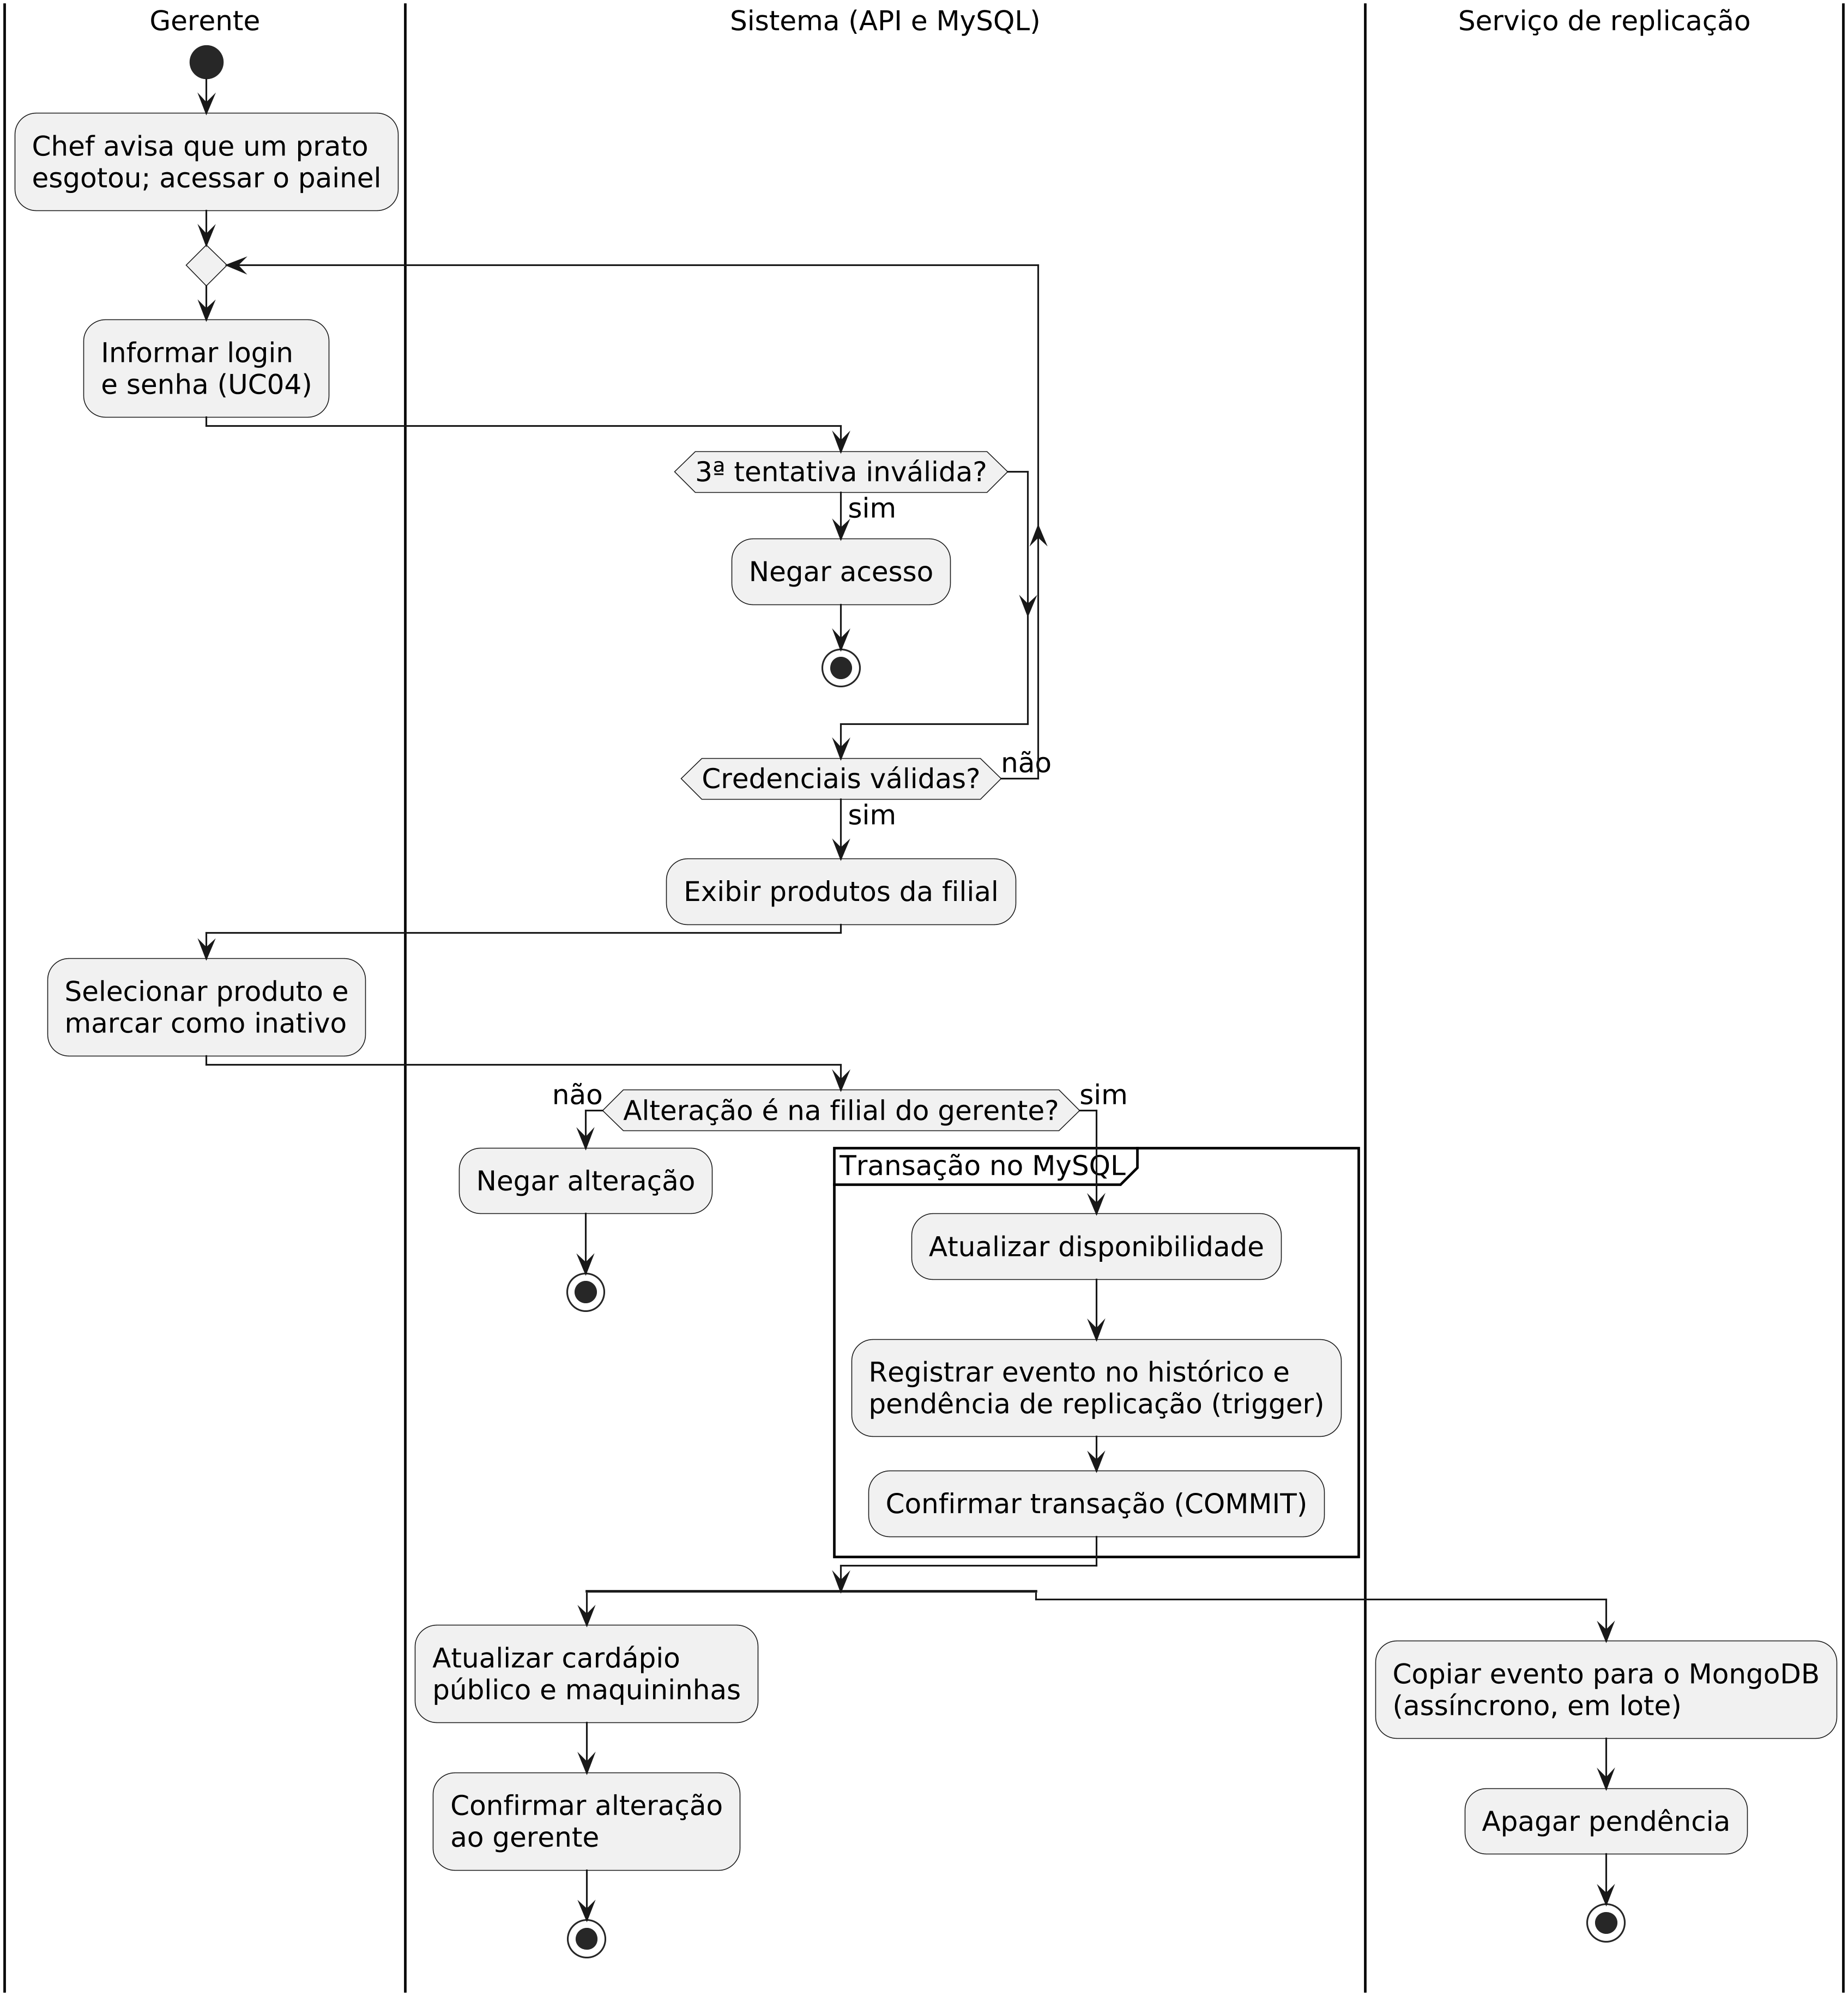 Gerente
Sistema (API e MySQL)
Serviço de replicação
Chef avisa que um prato
esgotou; acessar o painel
Informar login
e senha (UC04)
3ª tentativa inválida?
sim
Negar acesso
não
Credenciais válidas?
sim
Exibir produtos da filial
Selecionar produto e
marcar como inativo
não
Alteração é na filial do gerente?
sim
Negar alteração
Transação no MySQL
Atualizar disponibilidade
Registrar evento no histórico e
pendência de replicação (trigger)
Confirmar transação (COMMIT)
Atualizar cardápio
público e maquininhas
Copiar evento para o MongoDB
(assíncrono, em lote)
Confirmar alteração
ao gerente
Apagar pendência